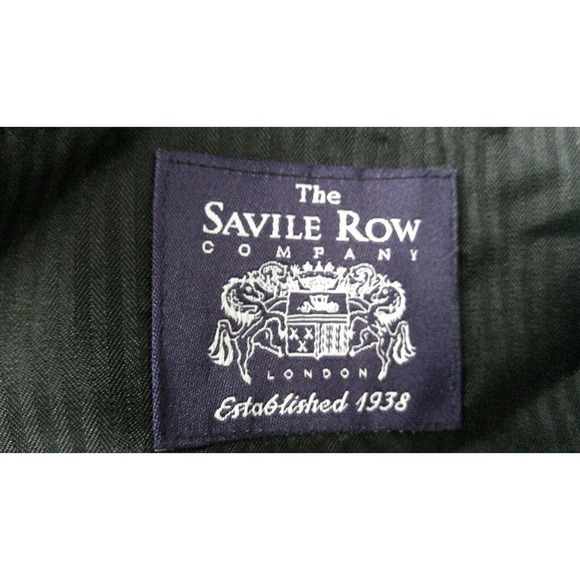 The
SAVILE ROW
COMPANY
LONDON
Established 1938